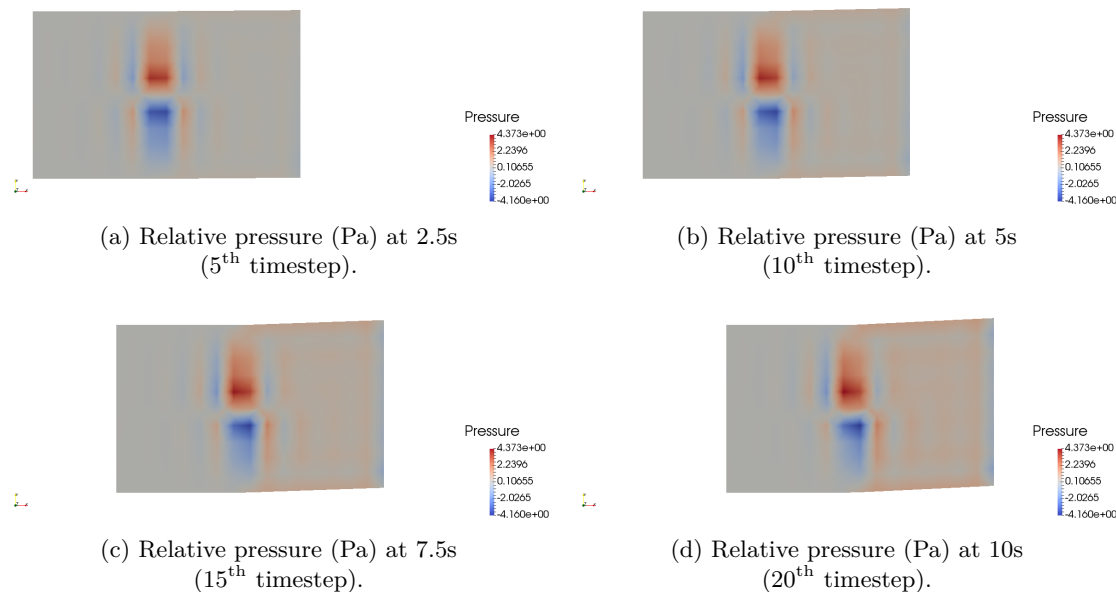 Pressure
4.373e+00
2.2396
0.10655
-2.0265
-4.160e+00
(a) Relative pressure (Pa) at 2.5s
(5th timestep).
Pressure
4.373e+00
2.2396
0.10655
-2.0265
-4.160e+00
(b) Relative pressure (Pa) at 5s
(10th timestep).
Pressure
4.373e+00
2.2396
0.10655
-2.0265
-4.160e+00
(c) Relative pressure (Pa) at 7.5s
(15th timestep).
Pressure
4.373e+00
2.2396
0.10655
-2.0265
-4.160e+00
(d) Relative pressure (Pa) at 10s
(20th timestep).